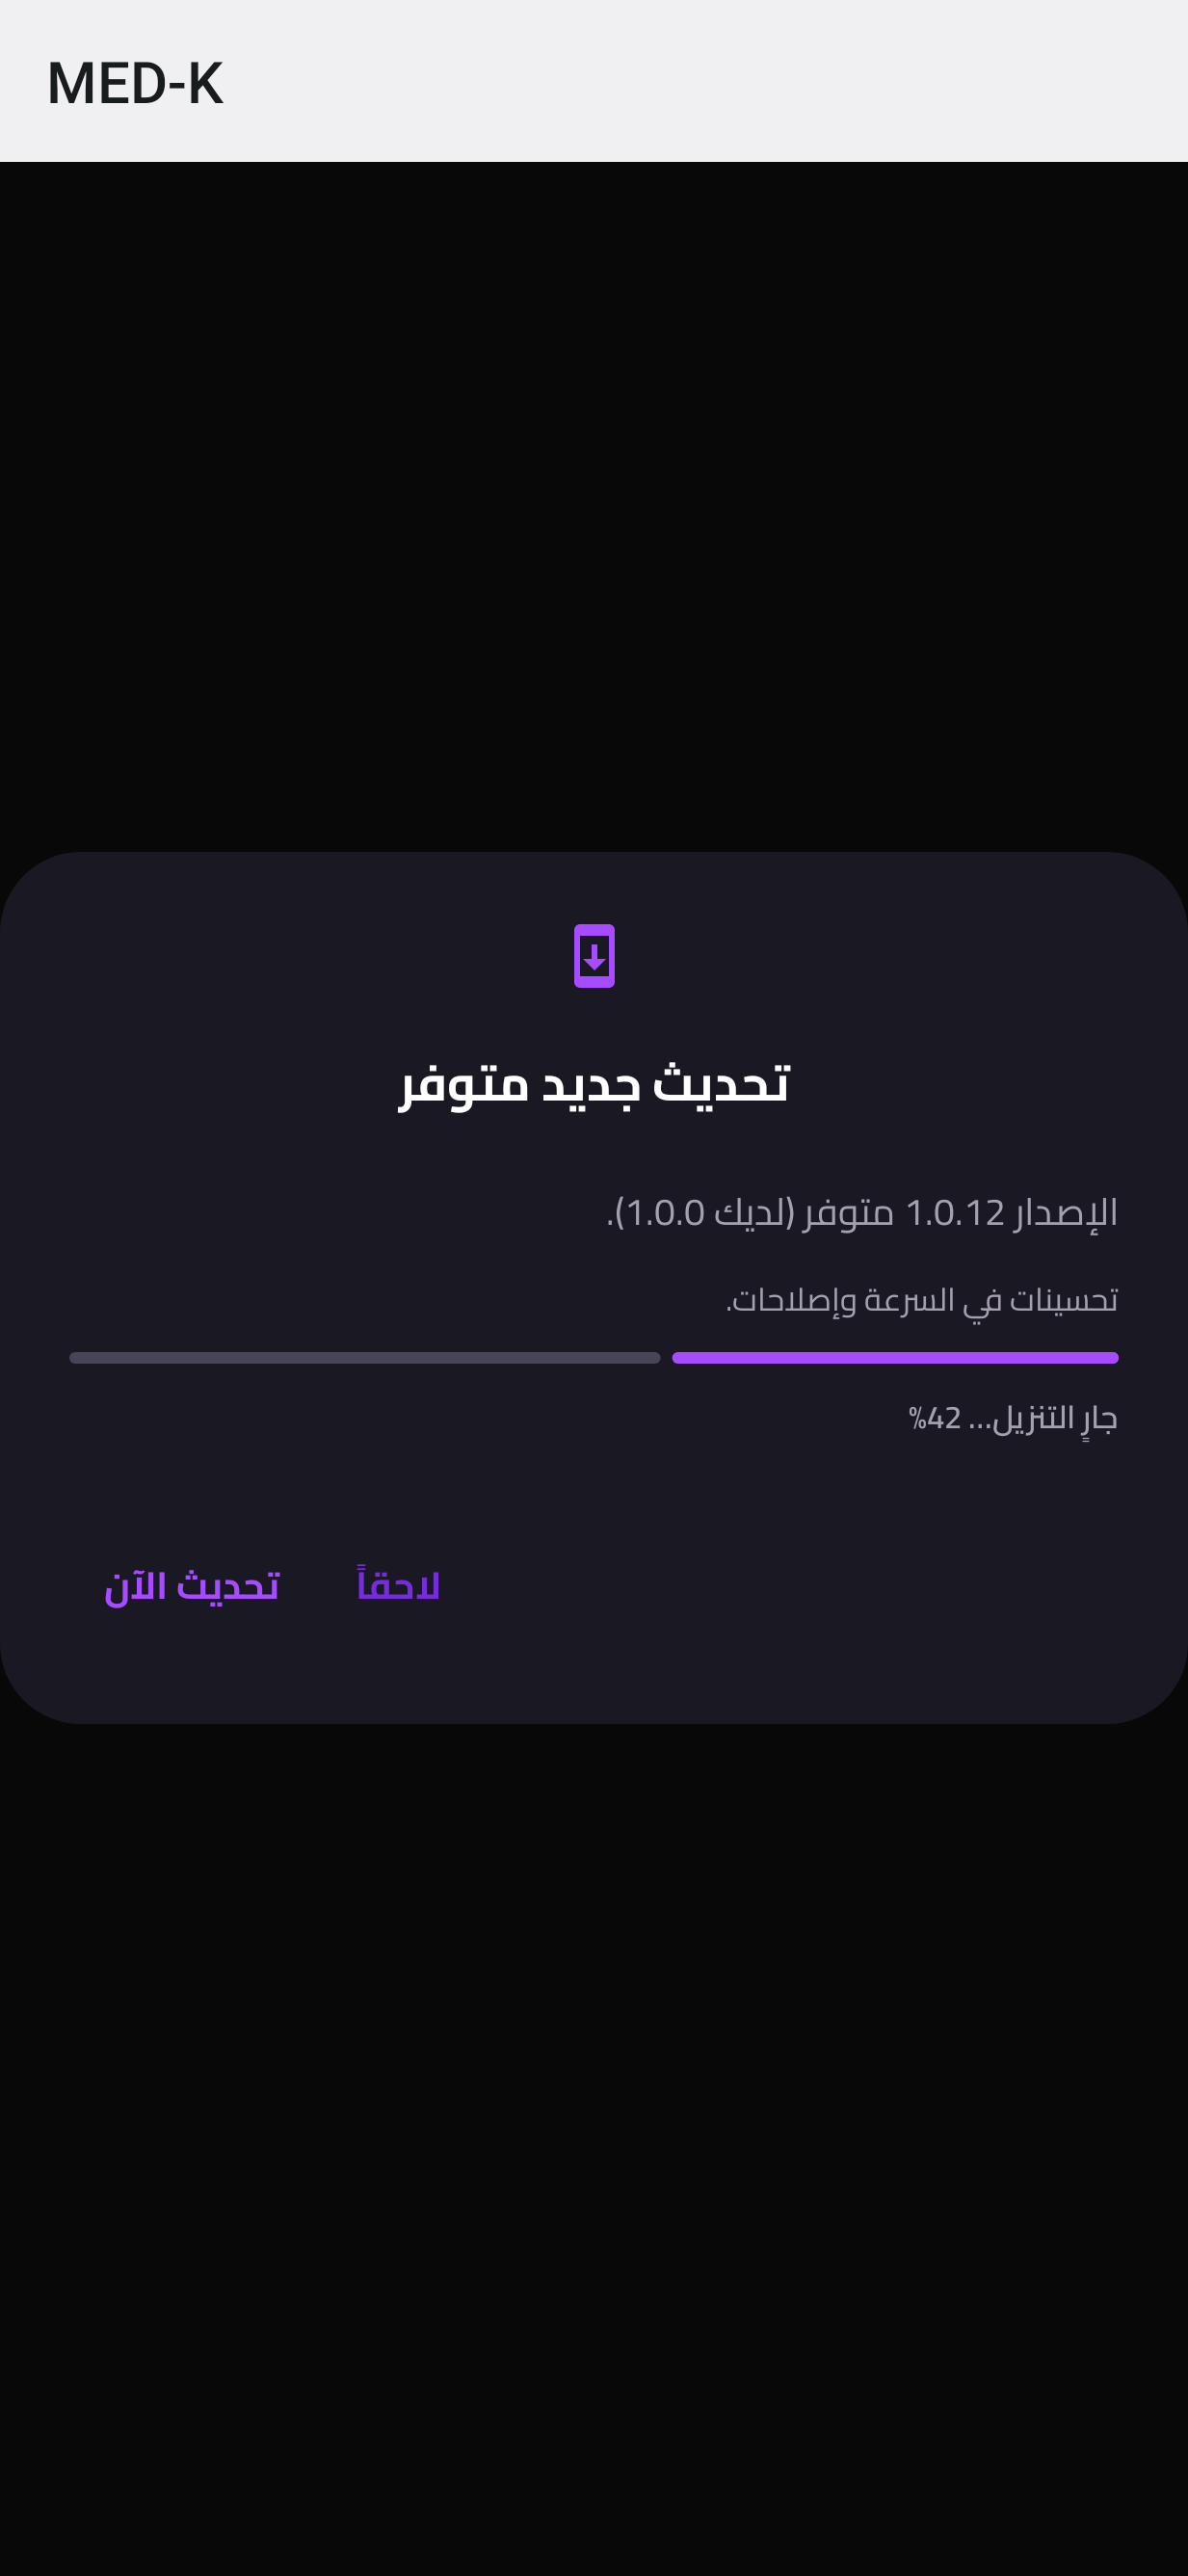 MED-K
تحديث جديد متوفر
الإصدار 1.0.12 متوفر (لديك 1.0.0).
تحسينات في السرعة وإصلاحات.
جارٍ التنزيل... 42%
لاحقاً
تحديث الآن